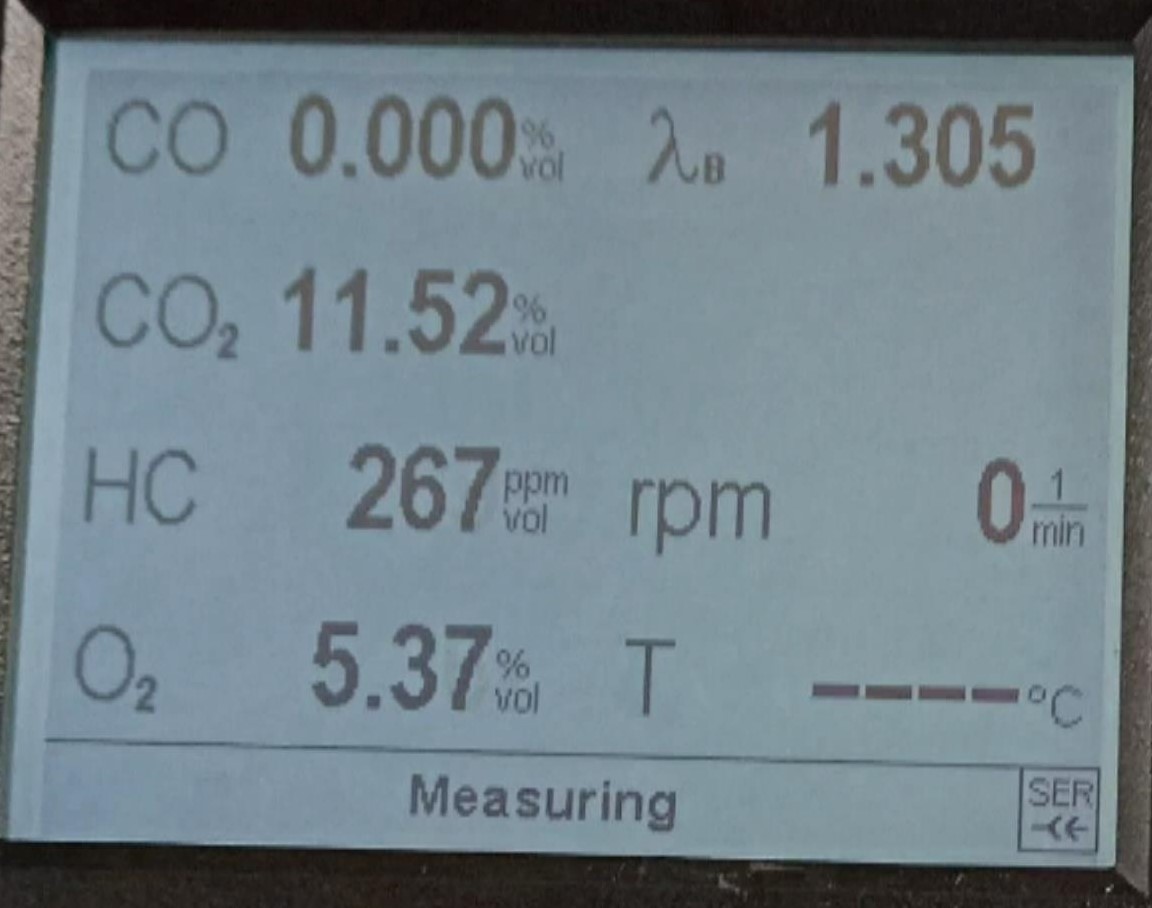 CO 0.000 % vol λB 1.305
CO₂ 11.52 % vol
HC 267 ppm vol rpm 0 1/min
O₂ 5.37 % vol T ---- °C
Measuring SER